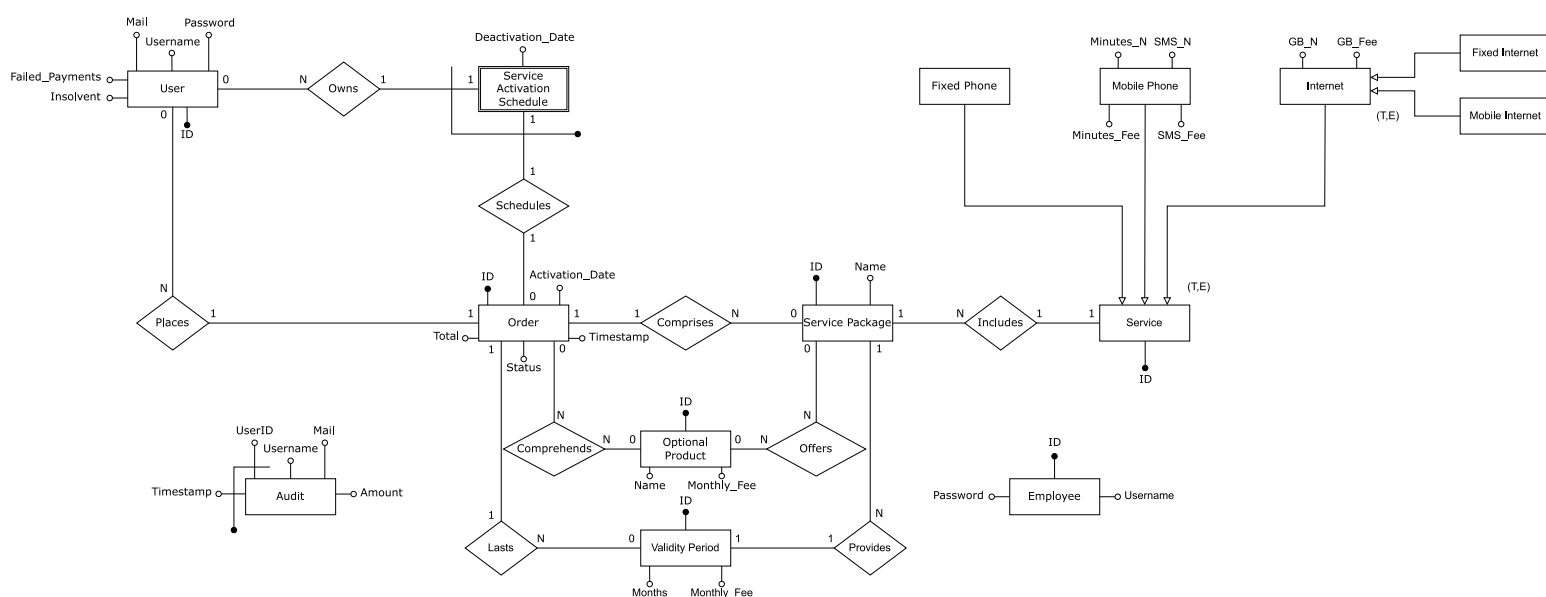 Mail
Password
Username
Failed_Payments
Insolvent
User
ID
0
N
Owns
1
1
Deactivation_Date
Service
Activation
Schedule
Fixed Phone
Minutes_N
SMS_N
Mobile Phone
Minutes_Fee
SMS_Fee
GB_N
GB_Fee
Internet
(T,E)
Fixed Internet
Mobile Internet
0
1
1
Schedules
1
0
N
Places
1
1
ID
Activation_Date
Order
Total
Status
Timestamp
1
1
Comprises
N
0
ID
Name
Service Package
1
N
Includes
1
1
(T,E)
Service
ID
1
0
0
1
N
Comprehends
N
0
ID
Optional
Product
Name
Monthly_Fee
0
N
N
Offers
UserID
Mail
Username
Timestamp
Audit
Amount
ID
Password
Employee
Username
1
Lasts
N
0
ID
Validity Period
Months
Monthly_Fee
1
1
N
Provides